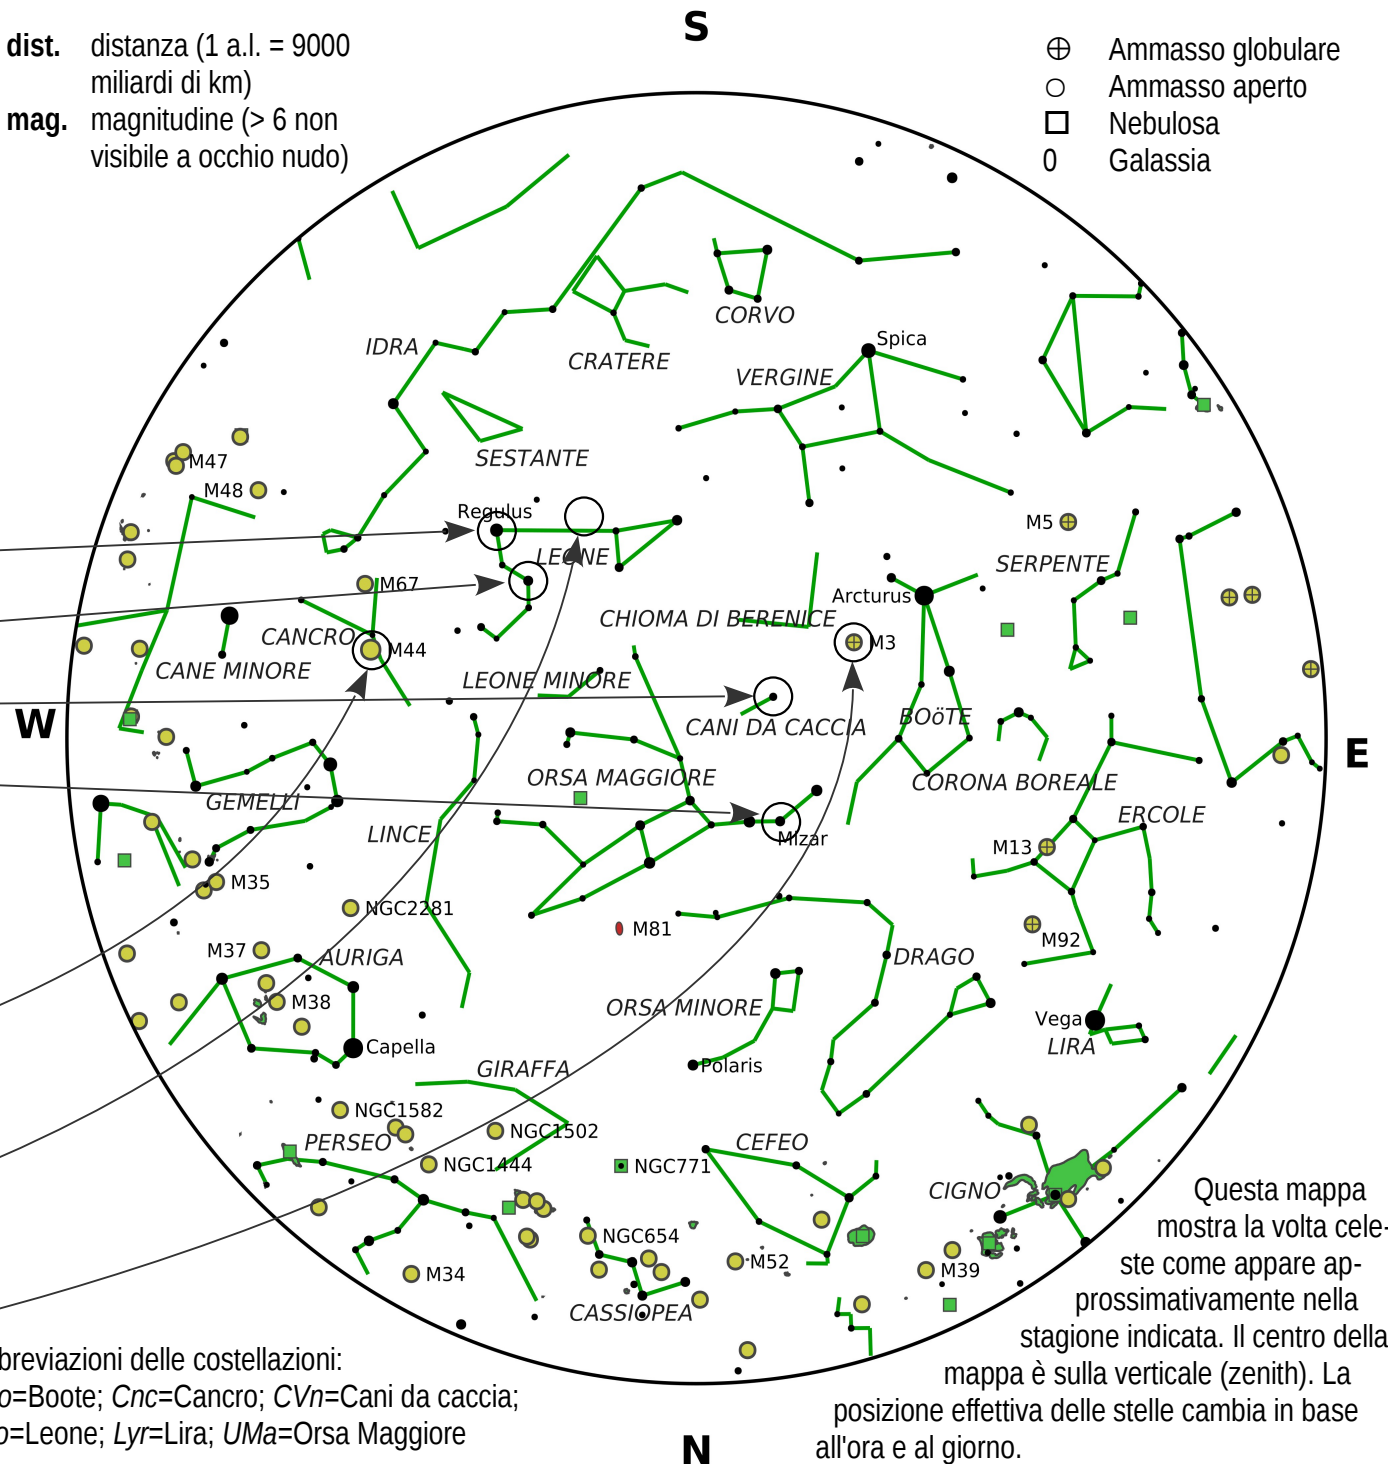 S
dist. distanza (1 a.l. = 9000
miliardi di km)
mag. magnitudine (> 6 non
visibile a occhio nudo)
Ammasso globulare
Ammasso aperto
Nebulosa
0 Galassia
CORVO
IDRA
CRATERE
Spica
VERGINE
SESTANTE
M47
M48
Regulus
M5
LEONE
SERPENTE
M67
Arcturus
CHIOMA DI BERENICE
CANCRO
M44
M3
CANE MINORE
LEONE MINORE
W
CANI DA CACCIA
BOöTE
E
ORSA MAGGIORE
CORONA BOREALE
GEMELLI
ERCOLE
LINCE
Mizar
M13
M35
NGC2281
M81
M37
AURIGA
M92
DRAGO
M38
ORSA MINORE
Vega
LIRA
Capella
Polaris
GIRAFFA
NGC1582
PERSEO
NGC1502
CEFEO
NGC1444
NGC771
CIGNO
NGC654
M52
M39
M34
CASSIOPEA
Questa mappa
mostra la volta cele-
ste come appare ap-
prossimativamente nella
stagione indicata. Il centro della
mappa è sulla verticale (zenith). La
posizione effettiva delle stelle cambia in base
all'ora e al giorno.
breviazioni delle costellazioni:
o=Boote; Cnc=Cancro; CVn=Cani da caccia;
o=Leone; Lyr=Lira; UMa=Orsa Maggiore
N